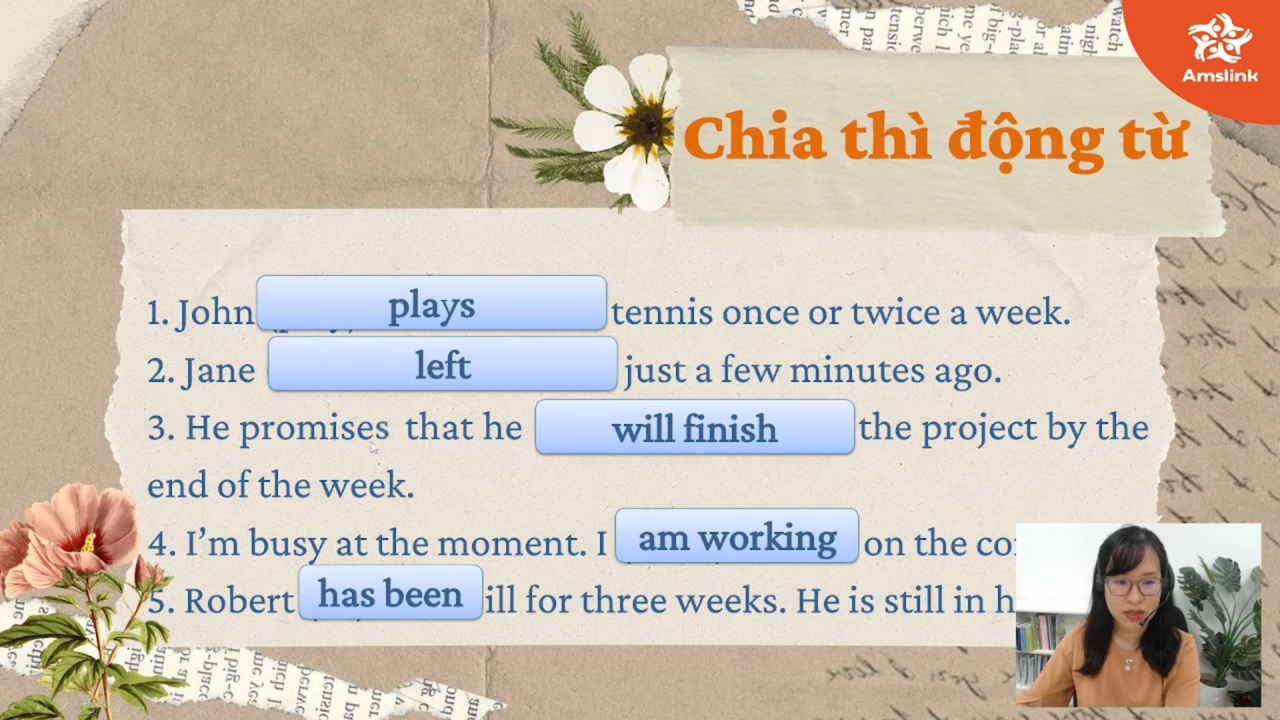 Amslink
Chia thì động từ
1. John plays tennis once or twice a week.
2. Jane left just a few minutes ago.
3. He promises that he will finish the project by the
end of the week.
4. I’m busy at the moment. I am working on the
5. Robert has been ill for three weeks. He is still in